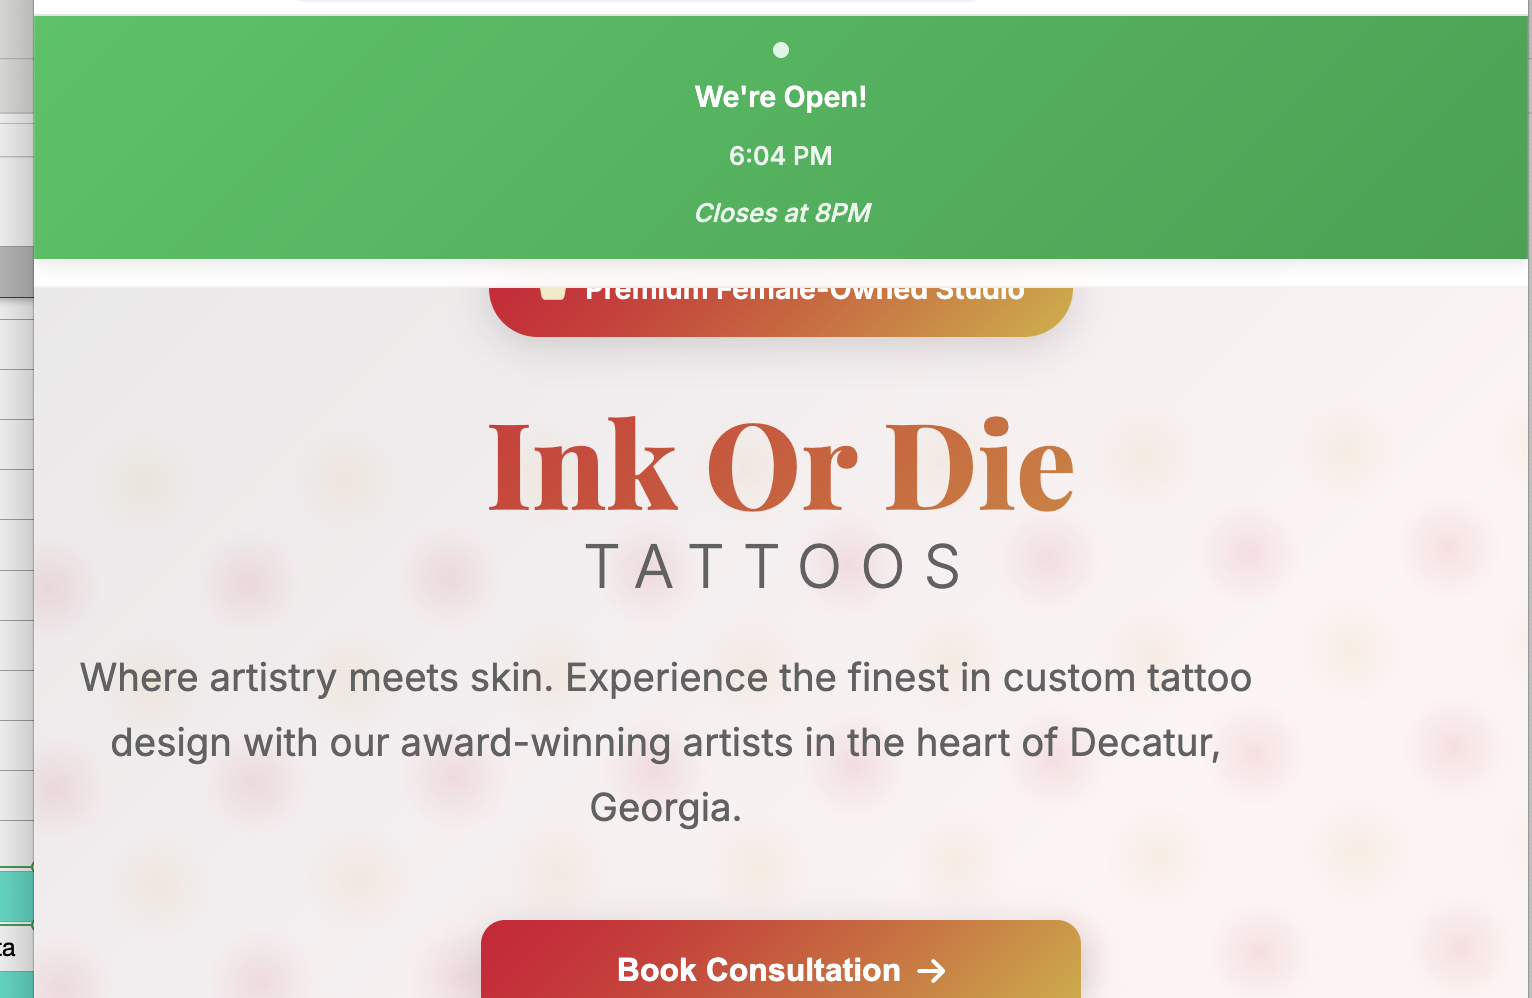 We're Open!
6:04 PM
Closes at 8PM
Premium Female-Owned Studio
Ink Or Die
TATTOOS
Where artistry meets skin. Experience the finest in custom tattoo
design with our award-winning artists in the heart of Decatur,
Georgia.
ta
Book Consultation →